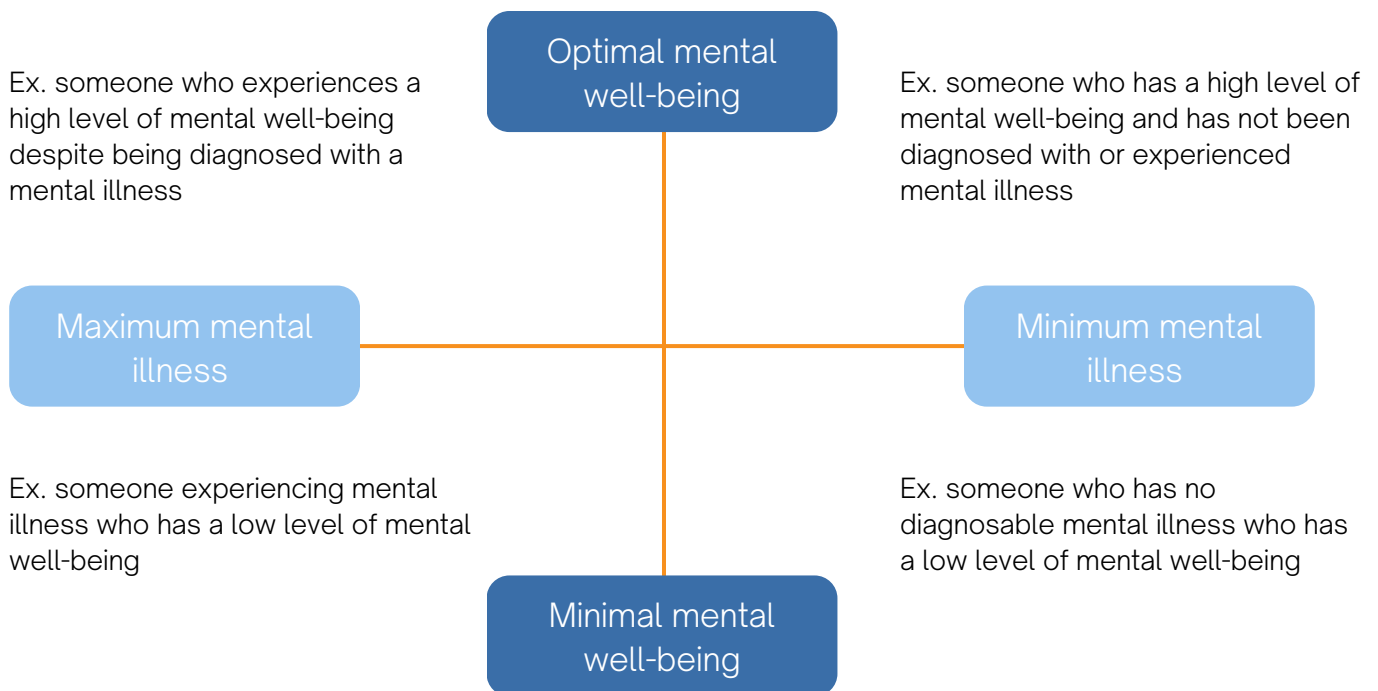 Optimal mental
well-being
Ex. someone who experiences a
high level of mental well-being
despite being diagnosed with a
mental illness
Ex. someone who has a high level of
mental well-being and has not been
diagnosed with or experienced
mental illness
Maximum mental
illness
Minimum mental
illness
Ex. someone experiencing mental
illness who has a low level of mental
well-being
Ex. someone who has no
diagnosable mental illness who has
a low level of mental well-being
Minimal mental
well-being